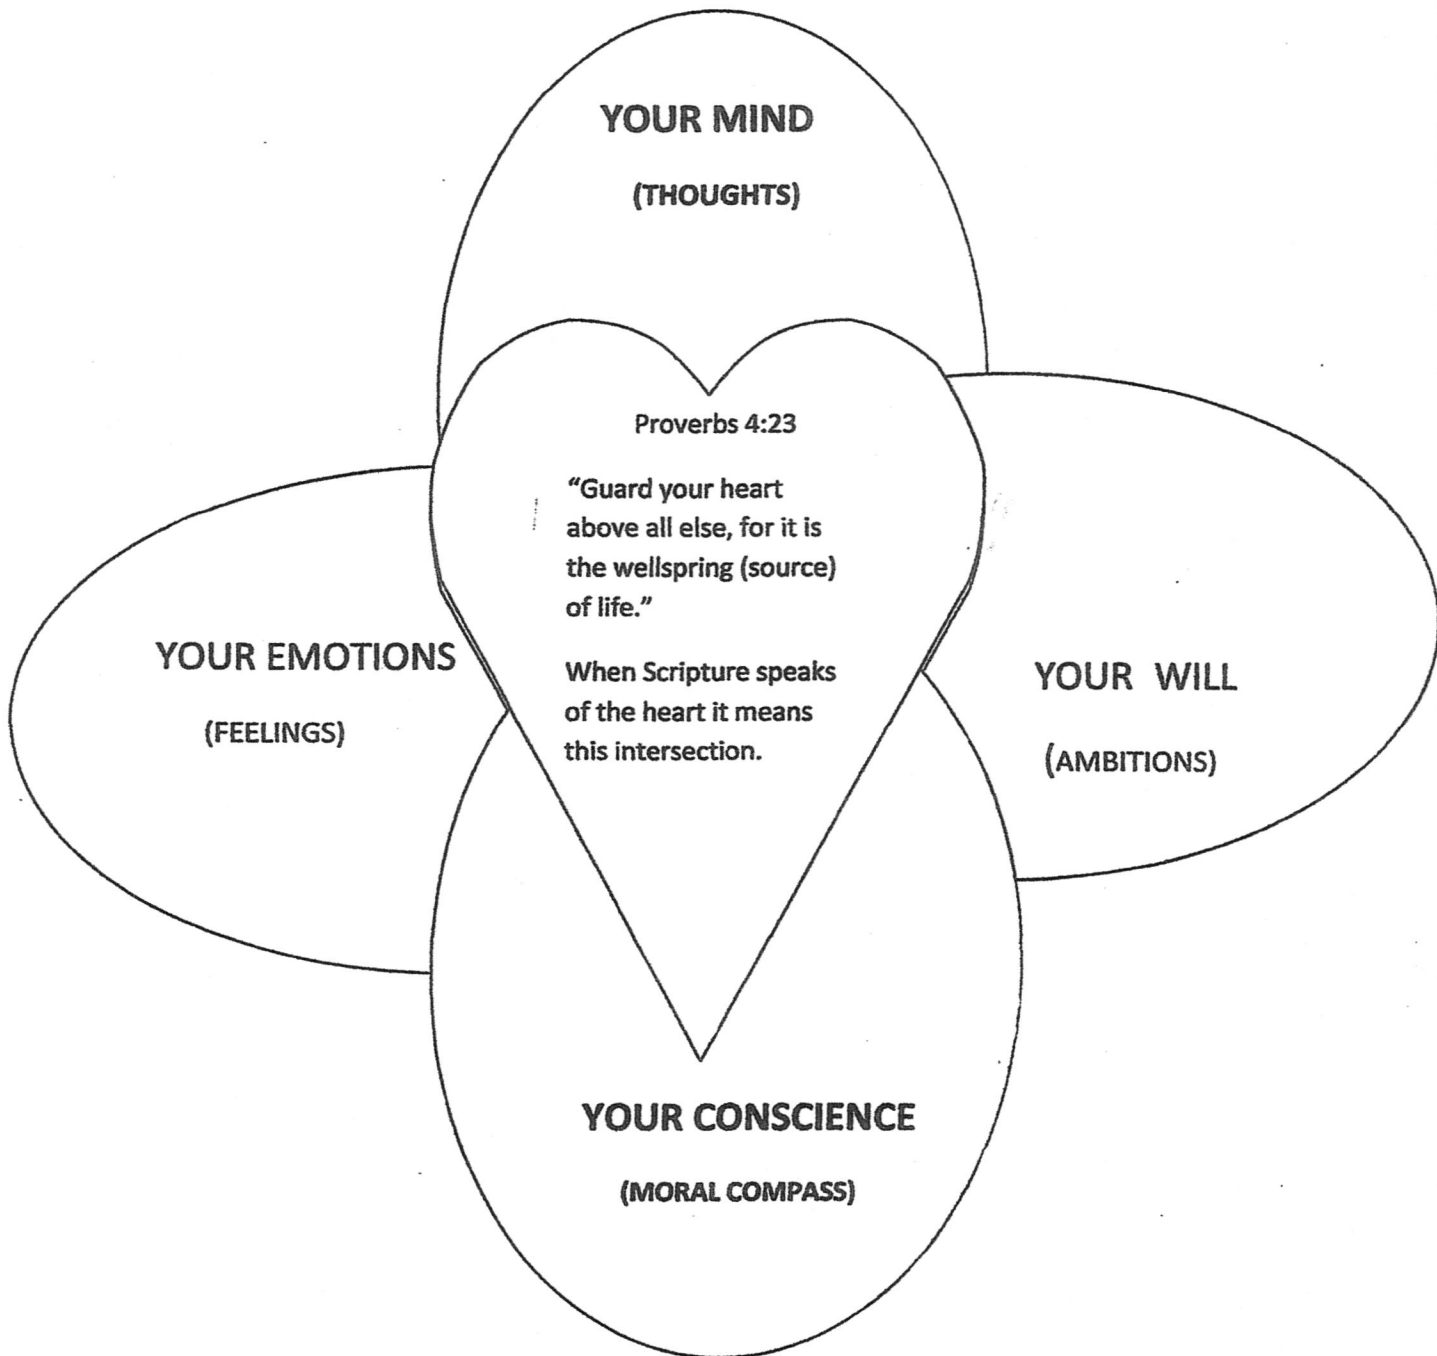 YOUR MIND
(THOUGHTS)
Proverbs 4:23
“Guard your heart
above all else, for it is
the wellspring (source)
of life.”
When Scripture speaks
of the heart it means
this intersection.
YOUR EMOTIONS
(FEELINGS)
YOUR WILL
(AMBITIONS)
YOUR CONSCIENCE
(MORAL COMPASS)